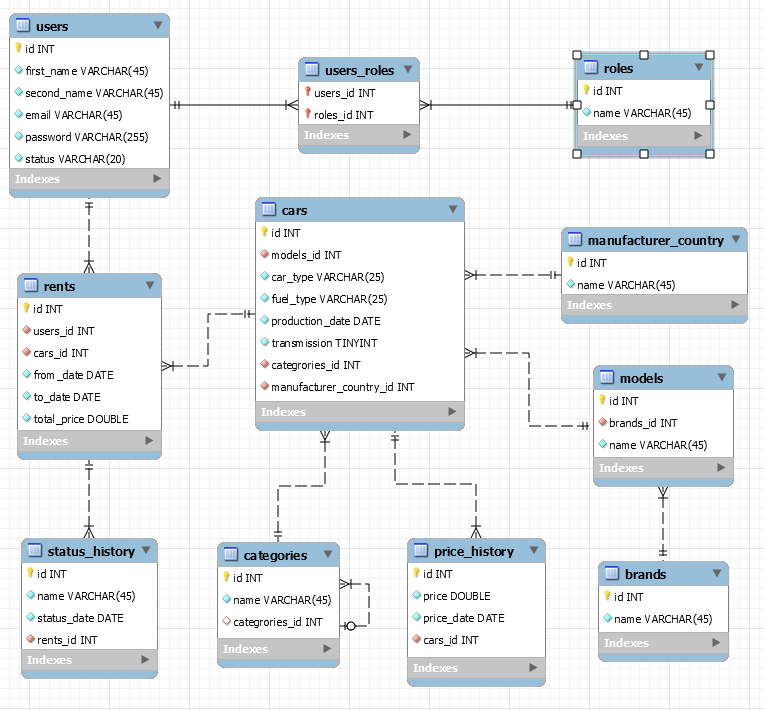 users
id INT
first_name VARCHAR(45)
second_name VARCHAR(45)
email VARCHAR(45)
password VARCHAR(255)
status VARCHAR(20)
Indexes
users_roles
users_id INT
roles_id INT
Indexes
roles
id INT
name VARCHAR(45)
Indexes
cars
id INT
models_id INT
car_type VARCHAR(25)
fuel_type VARCHAR(25)
production_date DATE
transmission TINYINT
categrories_id INT
manufacturer_country_id INT
Indexes
manufacturer_country
id INT
name VARCHAR(45)
Indexes
rents
id INT
users_id INT
cars_id INT
from_date DATE
to_date DATE
total_price DOUBLE
Indexes
models
id INT
brands_id INT
name VARCHAR(45)
Indexes
status_history
id INT
name VARCHAR(45)
status_date DATE
rents_id INT
Indexes
categories
id INT
name VARCHAR(45)
categrories_id INT
Indexes
price_history
id INT
price DOUBLE
price_date DATE
cars_id INT
Indexes
brands
id INT
name VARCHAR(45)
Indexes